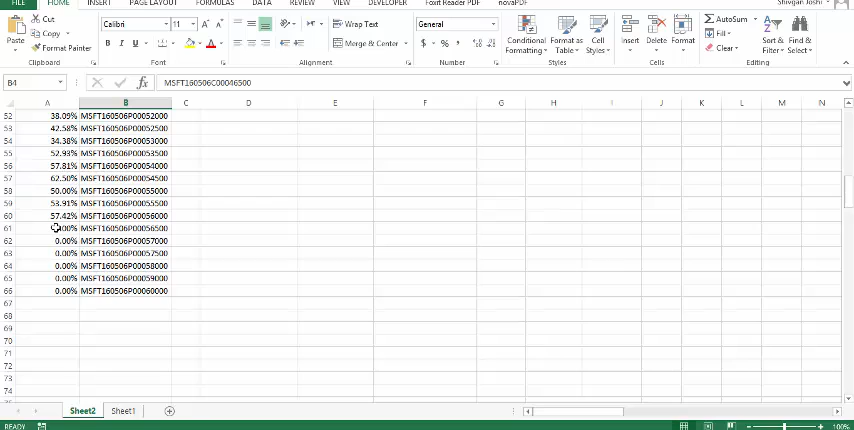 FILE HOME INSERT PAGE LAYOUT FORMULAS DATA REVIEW VIEW DEVELOPER Foxit Reader PDF novaPDF Shivgan Joshi
Cut
Copy
Format Painter
Paste
Clipboard
Calibri 11
B I U
Font
Wrap Text
Merge & Center
Alignment
General
$ % ,
Number
Conditional Formatting
Format as Table
Cell Styles
Styles
Insert Delete Format
Cells
AutoSum
Fill
Clear
Sort & Filter
Find & Select
Editing
B4 fx MSFT160506C00046500
A B C D E F G H I J K L M N
52 38.09% MSFT160506P00052000
53 42.58% MSFT160506P00052500
54 34.38% MSFT160506P00053000
55 52.93% MSFT160506P00053500
56 57.81% MSFT160506P00054000
57 62.50% MSFT160506P00054500
58 50.00% MSFT160506P00055000
59 53.91% MSFT160506P00055500
60 57.42% MSFT160506P00056000
61 .00% MSFT160506P00056500
62 0.00% MSFT160506P00057000
63 0.00% MSFT160506P00057500
64 0.00% MSFT160506P00058000
65 0.00% MSFT160506P00059000
66 0.00% MSFT160506P00060000
67
68
69
70
71
72
73
74
Sheet2 Sheet1
READY 100%